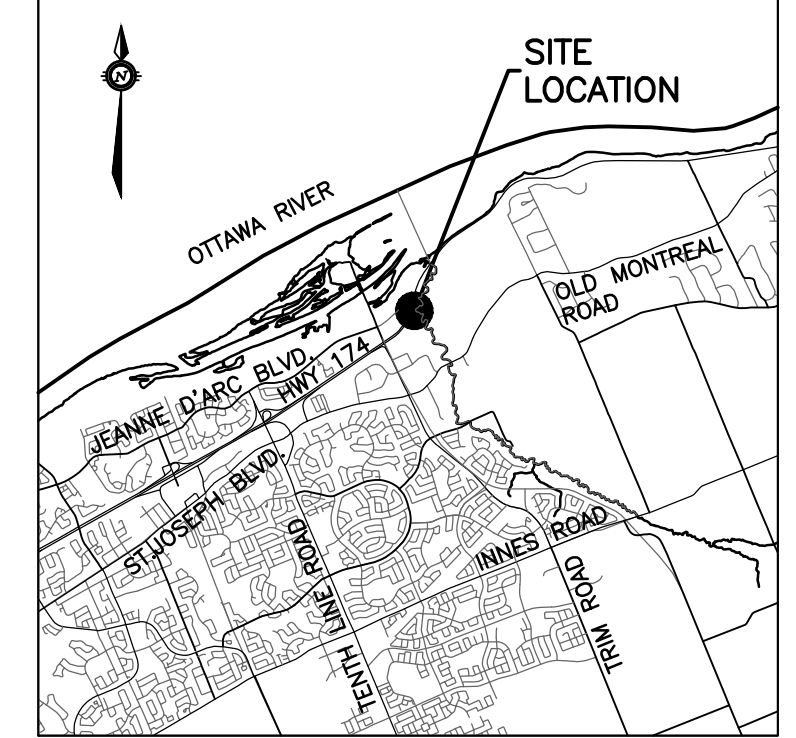 N
SITE
LOCATION
OTTAWA RIVER
OLD MONTREAL
ROAD
JEANNE D'ARC BLVD.
HWY 174
ST.JOSEPH BLVD.
INNES ROAD
TENTH LINE ROAD
TRIM ROAD